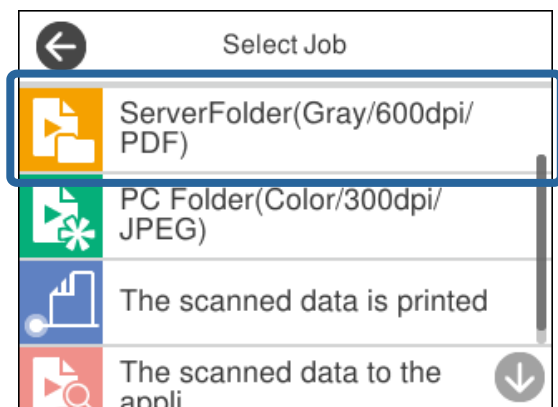 Select Job
ServerFolder(Gray/600dpi/
PDF)
PC Folder(Color/300dpi/
JPEG)
The scanned data is printed
The scanned data to the
appli...